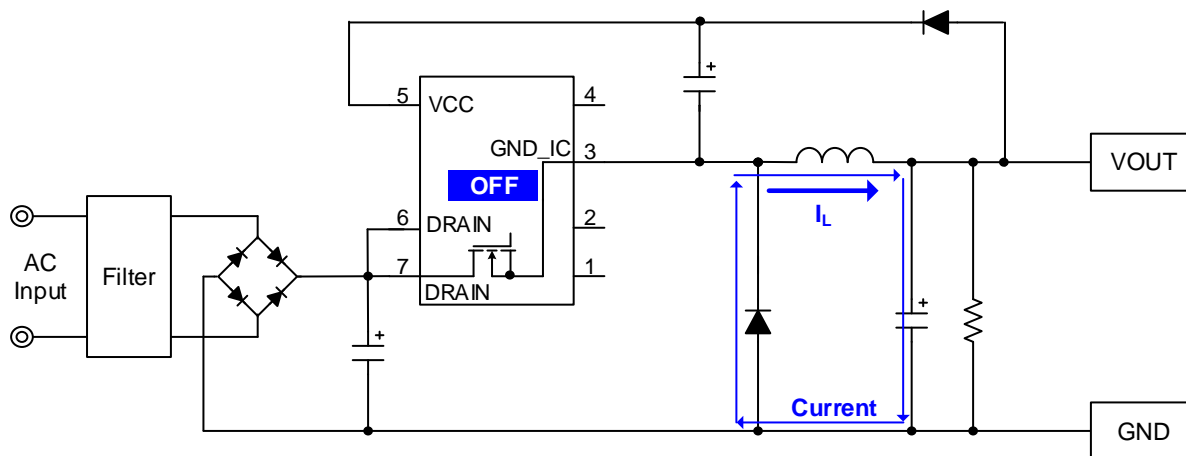 5
VCC
4
+
GND_IC
3
VOUT
OFF
I_L
6
DRAIN
2
AC
Input
Filter
7
1
DRAIN
+
+
Current
GND